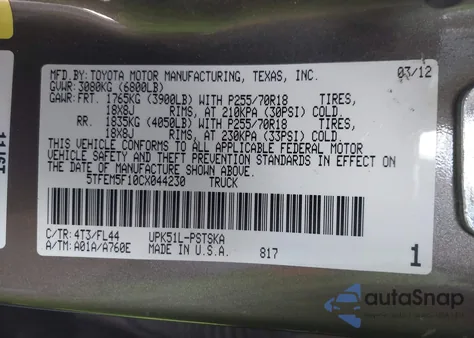 MFD.BY: TOYOTA MOTOR MANUFACTURING, TEXAS, INC. 03/12
GVWR: 3080KG (6800LB)
GAWR: FRT. 1765KG (3900LB) WITH P255/70R18 TIRES,
18X8J RIMS, AT 210KPA (30PSI) COLD
RR. 1835KG (4050LB) WITH P255/70R18 TIRES,
18X8J RIMS, AT 230KPA (33PSI) COLD
THIS VEHICLE CONFORMS TO ALL APPLICABLE FEDERAL MOTOR
VEHICLE SAFETY AND THEFT PREVENTION STANDARDS IN EFFECT ON
THE DATE OF MANUFACTURE SHOWN ABOVE.
5TFEM5F10CX044230 TRUCK
C/TR: 4T3/FL44 UPK51L-PSTSKA
A/TM: A01A/A760E MADE IN U.S.A. 817 1
autoSnap